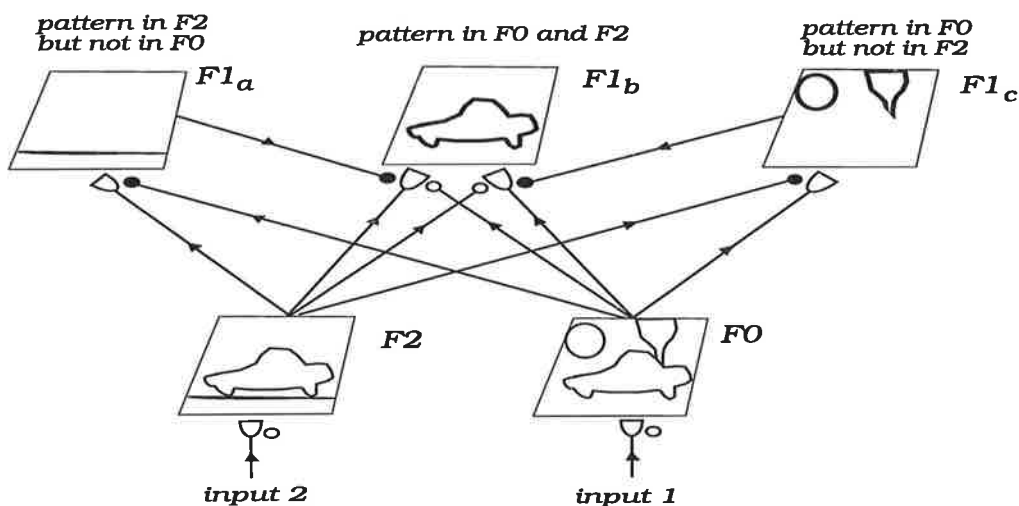 pattern in F2
but not in F0
pattern in F0 and F2
pattern in F0
but not in F2
F1a
F1b
F1c
F2
F0
input 2
input 1